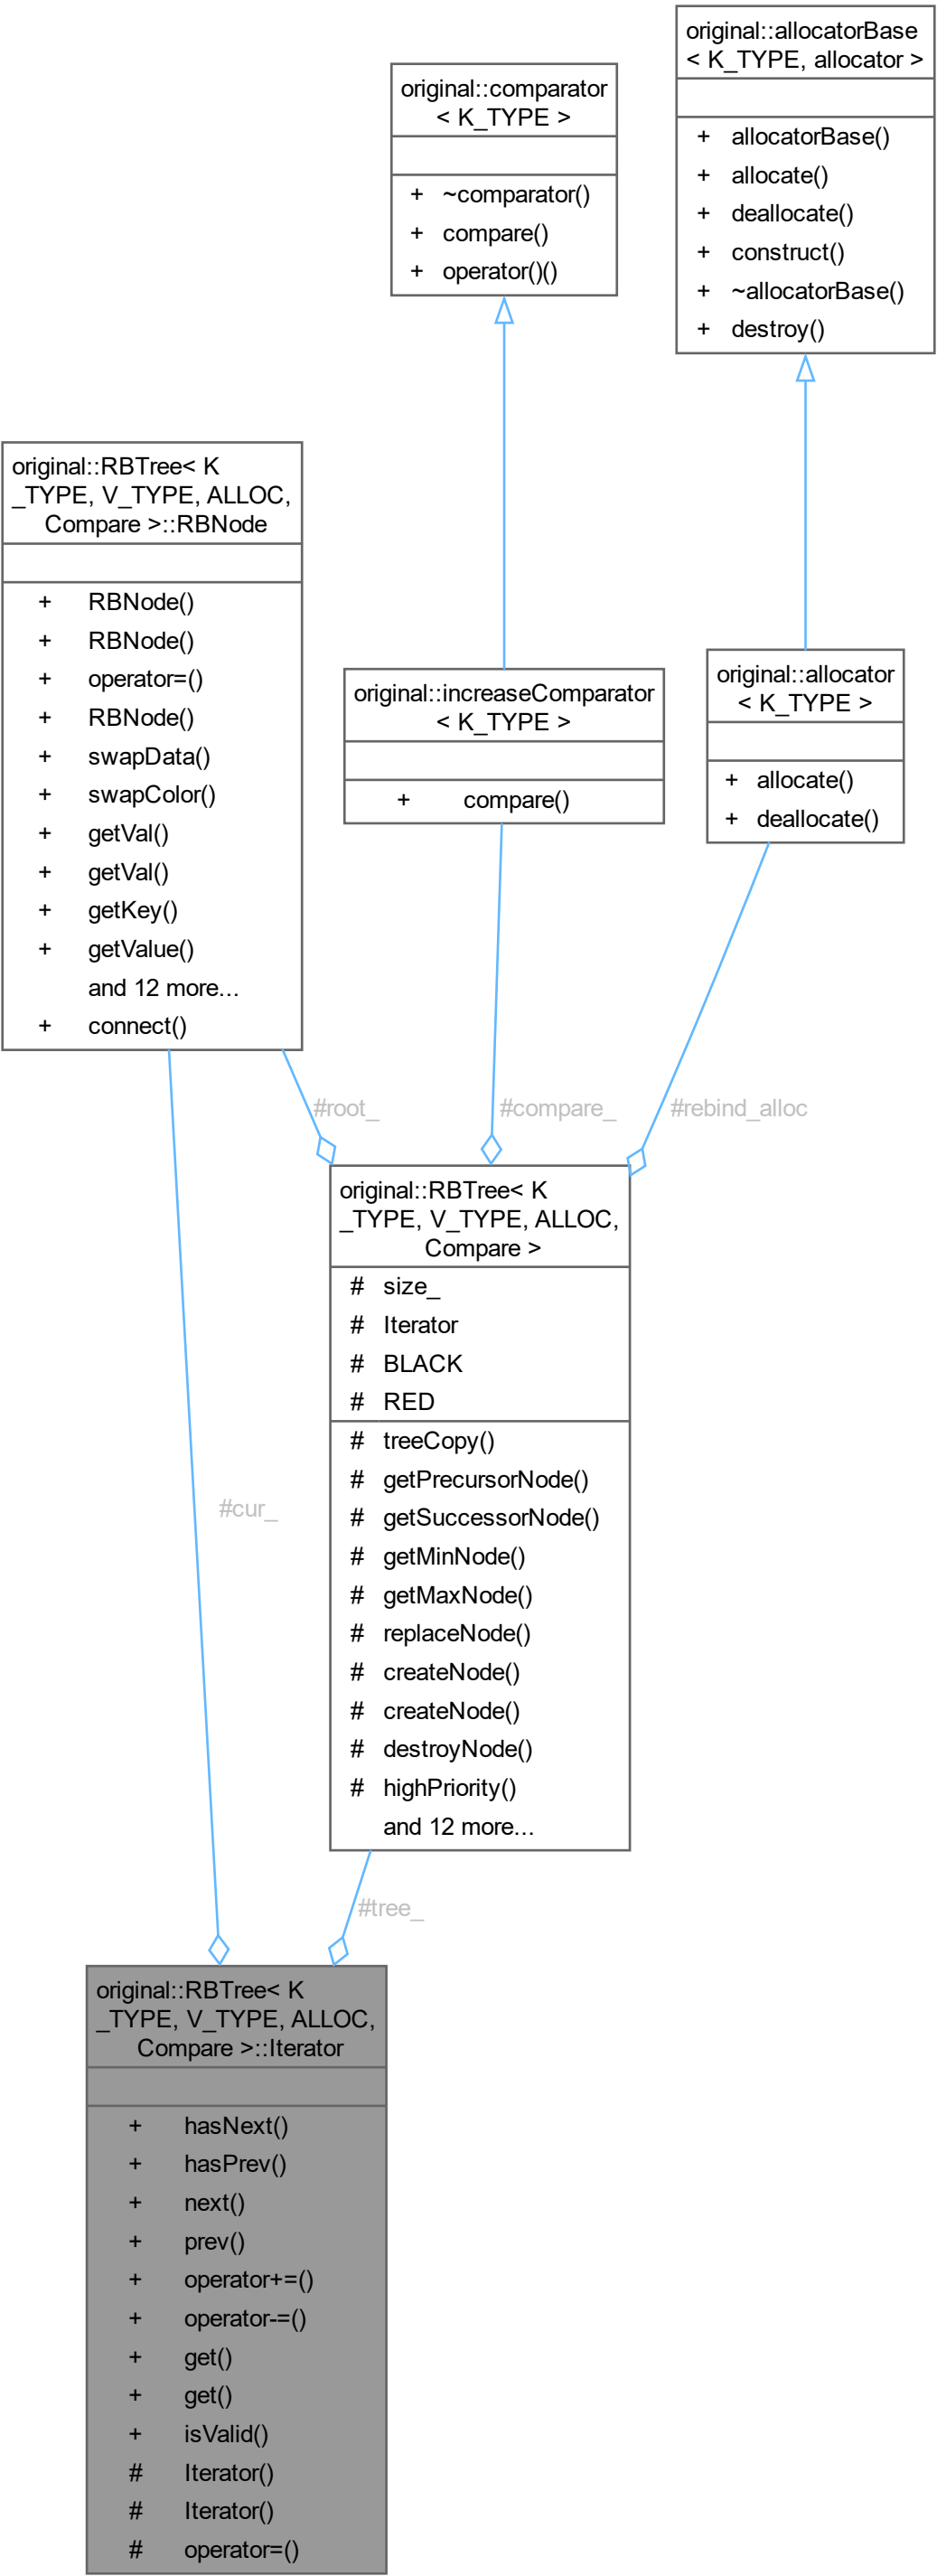 original::allocatorBase
< K_TYPE, allocator >
+ allocatorBase()
+ allocate()
+ deallocate()
+ construct()
+ ~allocatorBase()
+ destroy()
original::comparator
< K_TYPE >
+ ~comparator()
+ compare()
+ operator()()
original::RBTree< K
_TYPE, V_TYPE, ALLOC,
Compare >::RBNode
+ RBNode()
+ RBNode()
+ operator=()
+ RBNode()
+ swapData()
+ swapColor()
+ getVal()
+ getVal()
+ getKey()
+ getValue()
and 12 more...
+ connect()
original::increaseComparator
< K_TYPE >
+ compare()
original::allocator
< K_TYPE >
+ allocate()
+ deallocate()
#root_
#compare_
#rebind_alloc
original::RBTree< K
_TYPE, V_TYPE, ALLOC,
Compare >
# size_
# Iterator
# BLACK
# RED
# treeCopy()
# getPrecursorNode()
# getSuccessorNode()
# getMinNode()
# getMaxNode()
# replaceNode()
# createNode()
# createNode()
# destroyNode()
# highPriority()
and 12 more...
#cur_
#tree_
original::RBTree< K
_TYPE, V_TYPE, ALLOC,
Compare >::Iterator
+ hasNext()
+ hasPrev()
+ next()
+ prev()
+ operator+=()
+ operator-=()
+ get()
+ get()
+ isValid()
# Iterator()
# Iterator()
# operator=()